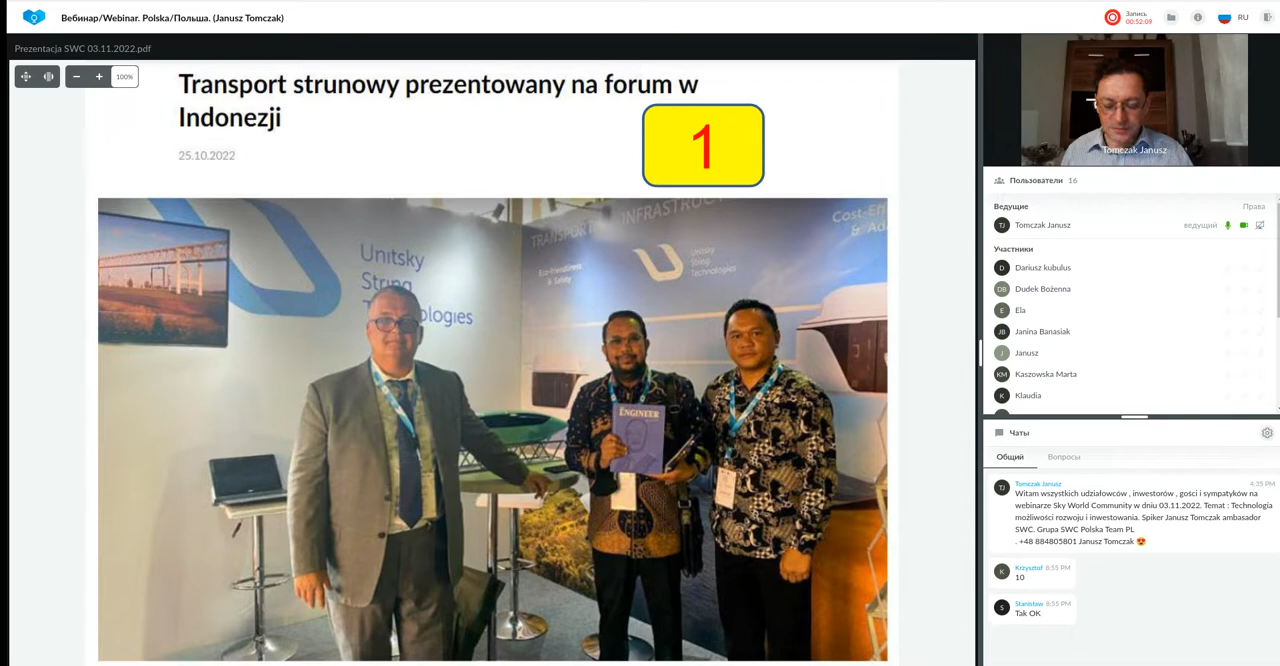 Вебинар/Webinar. Polska/Польша. (Janusz Tomczak)
Запись
00:52:09
RU
Prezentacja SWC 03.11.2022.pdf
100%
Transport strunowy prezentowany na forum w
Indonezji
25.10.2022
1
Unitsky
String
Technologies
TRANSPORT
INFRASTRUCT
Eco-Friendliness
& Safety
Unitsky
String
Technologies
Cost-Eff
& Ad
ENGINEER
Tomczak Janusz
Пользователи 16
Ведущие
Права
TJ
Tomczak Janusz
ведущий
Участники
D
Dariusz kubulus
DB
Dudek Bożenna
E
Ela
JB
Janina Banasiak
J
Janusz
KM
Kaszowska Marta
K
Klaudia
Чаты
Общий
Вопросы
TJ
Tomczak Janusz
4:35 PM
Witam wszystkich udziałowców , inwestorów , gości i sympatyków na
webinarze Sky World Community w dniu 03.11.2022. Temat : Technologia
możliwości rozwoju i inwestowania. Spiker Janusz Tomczak ambasador
SWC. Grupa SWC Polska Team PL
. +48 884805801 Janusz Tomczak 😍
K
Krzysztof 8:55 PM
10
S
Stanisław 8:55 PM
Tak OK